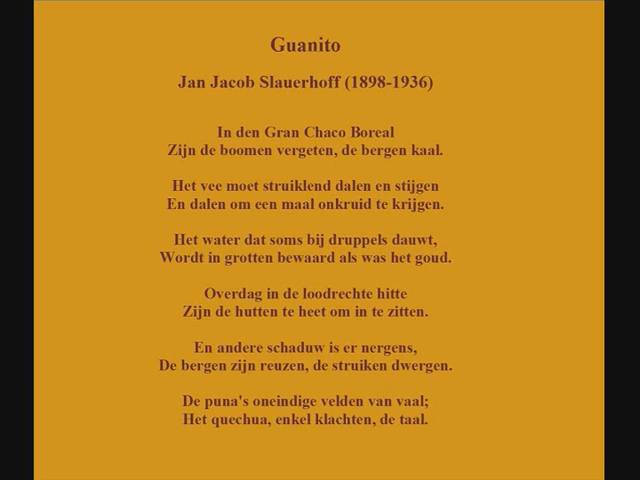 Guanito
Jan Jacob Slauerhoff (1898-1936)
In den Gran Chaco Boreal
Zijn de boomen vergeten, de bergen kaal.
Het vee moet struiklend dalen en stijgen
En dalen om een maal onkruid te krijgen.
Het water dat soms bij druppels dauwt,
Wordt in grotten bewaard als was het goud.
Overdag in de loodrechte hitte
Zijn de hutten te heet om in te zitten.
En andere schaduw is er nergens,
De bergen zijn reuzen, de struiken dwergen.
De puna's oneindige velden van vaal;
Het quechua, enkel klachten, de taal.